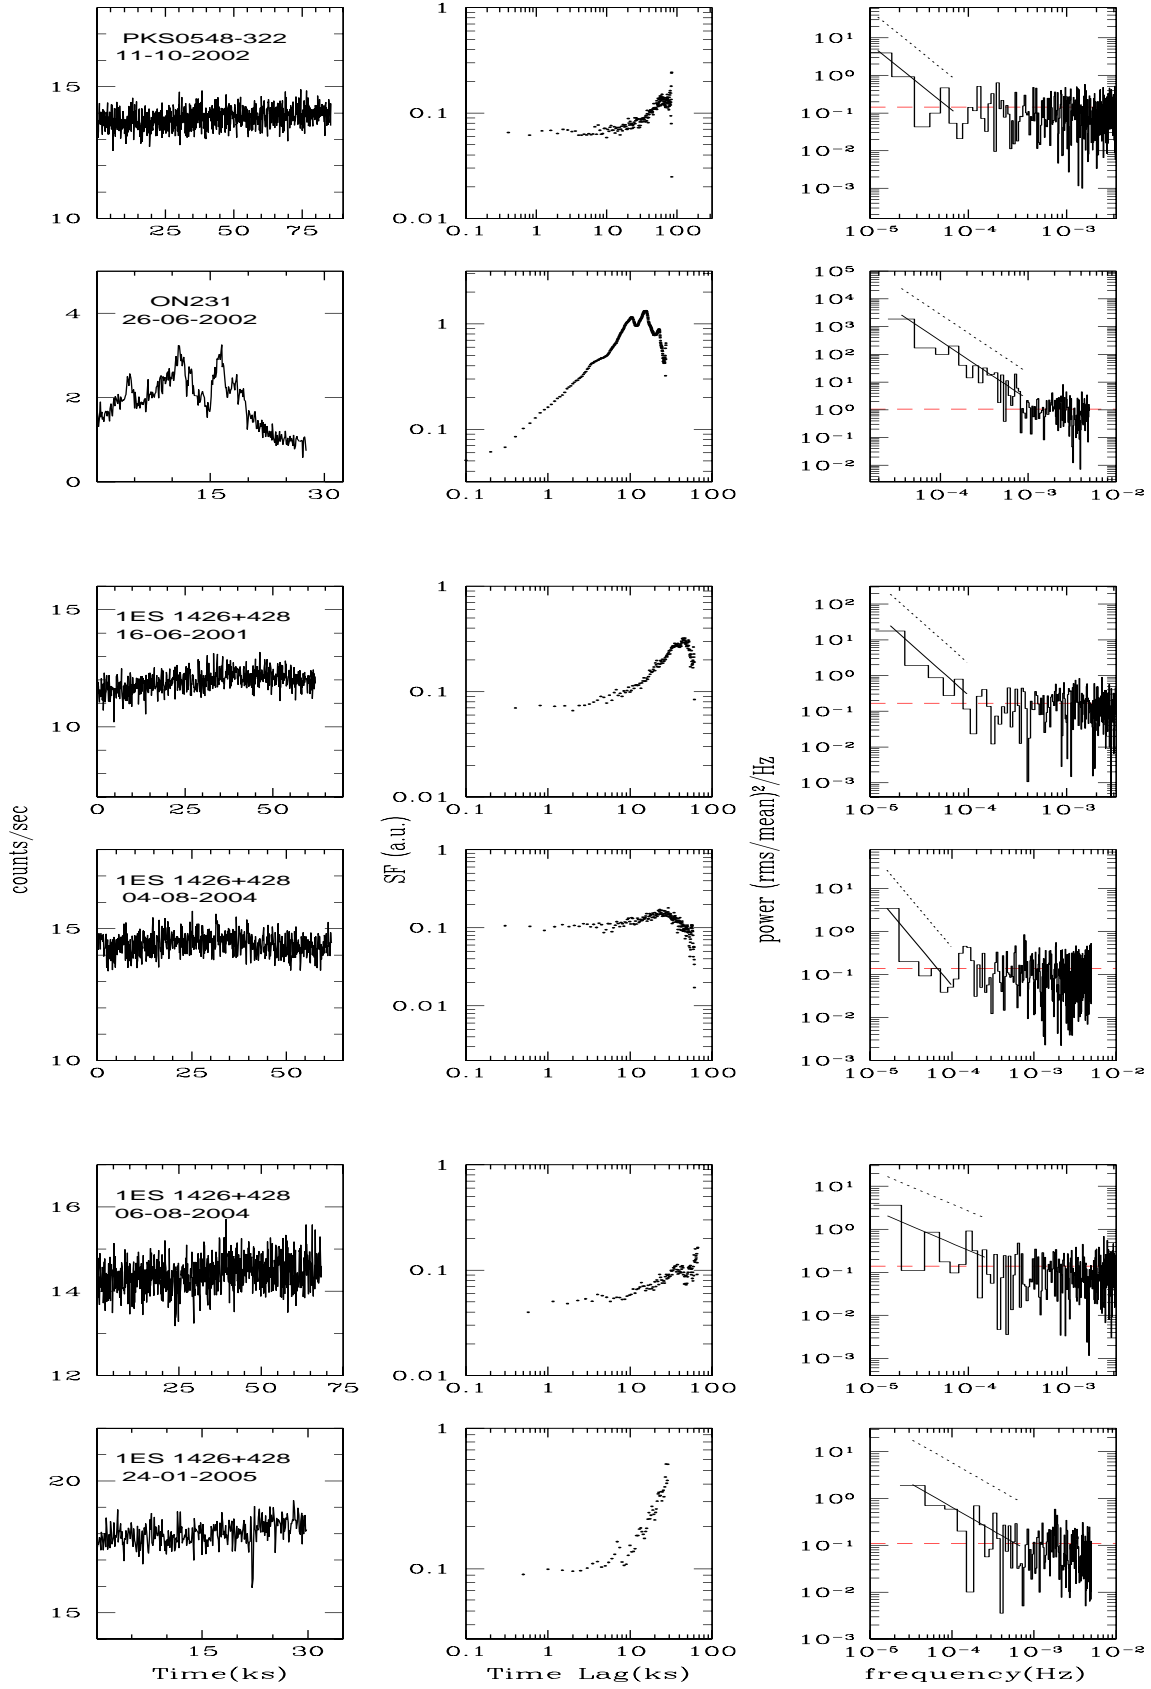 PKS0548-322
11-10-2002
15
10
25 50 75
1
0.1
0.01
0.1 1 10 100
10¹
10⁰
10⁻¹
10⁻²
10⁻³
10⁻⁵ 10⁻⁴ 10⁻³
ON231
26-06-2002
4
2
0
15 30
1
0.1
0.1 1 10 100
10⁵
10⁴
10³
10²
10¹
10⁰
10⁻¹
10⁻²
10⁻⁴ 10⁻³ 10⁻²
1ES 1426+428
16-06-2001
15
10
0 25 50
1
0.1
0.01
0.1 1 10 100
10²
10¹
10⁰
10⁻¹
10⁻²
10⁻³
10⁻⁵ 10⁻⁴ 10⁻³
counts/sec
SF (a.u.)
power (rms/mean)²/Hz
1ES 1426+428
04-08-2004
15
10
0 25 50
1
0.1
0.01
0.1 1 10 100
10¹
10⁰
10⁻¹
10⁻²
10⁻³
10⁻⁵ 10⁻⁴ 10⁻³ 10⁻²
1ES 1426+428
06-08-2004
16
14
12
25 50 75
1
0.1
0.01
0.1 1 10 100
10¹
10⁰
10⁻¹
10⁻²
10⁻³
10⁻⁵ 10⁻⁴ 10⁻³
1ES 1426+428
24-01-2005
20
15
15 30
1
0.1
0.1 1 10 100
10¹
10⁰
10⁻¹
10⁻²
10⁻³
10⁻⁵ 10⁻⁴ 10⁻³ 10⁻²
Time(ks)
Time Lag(ks)
frequency(Hz)